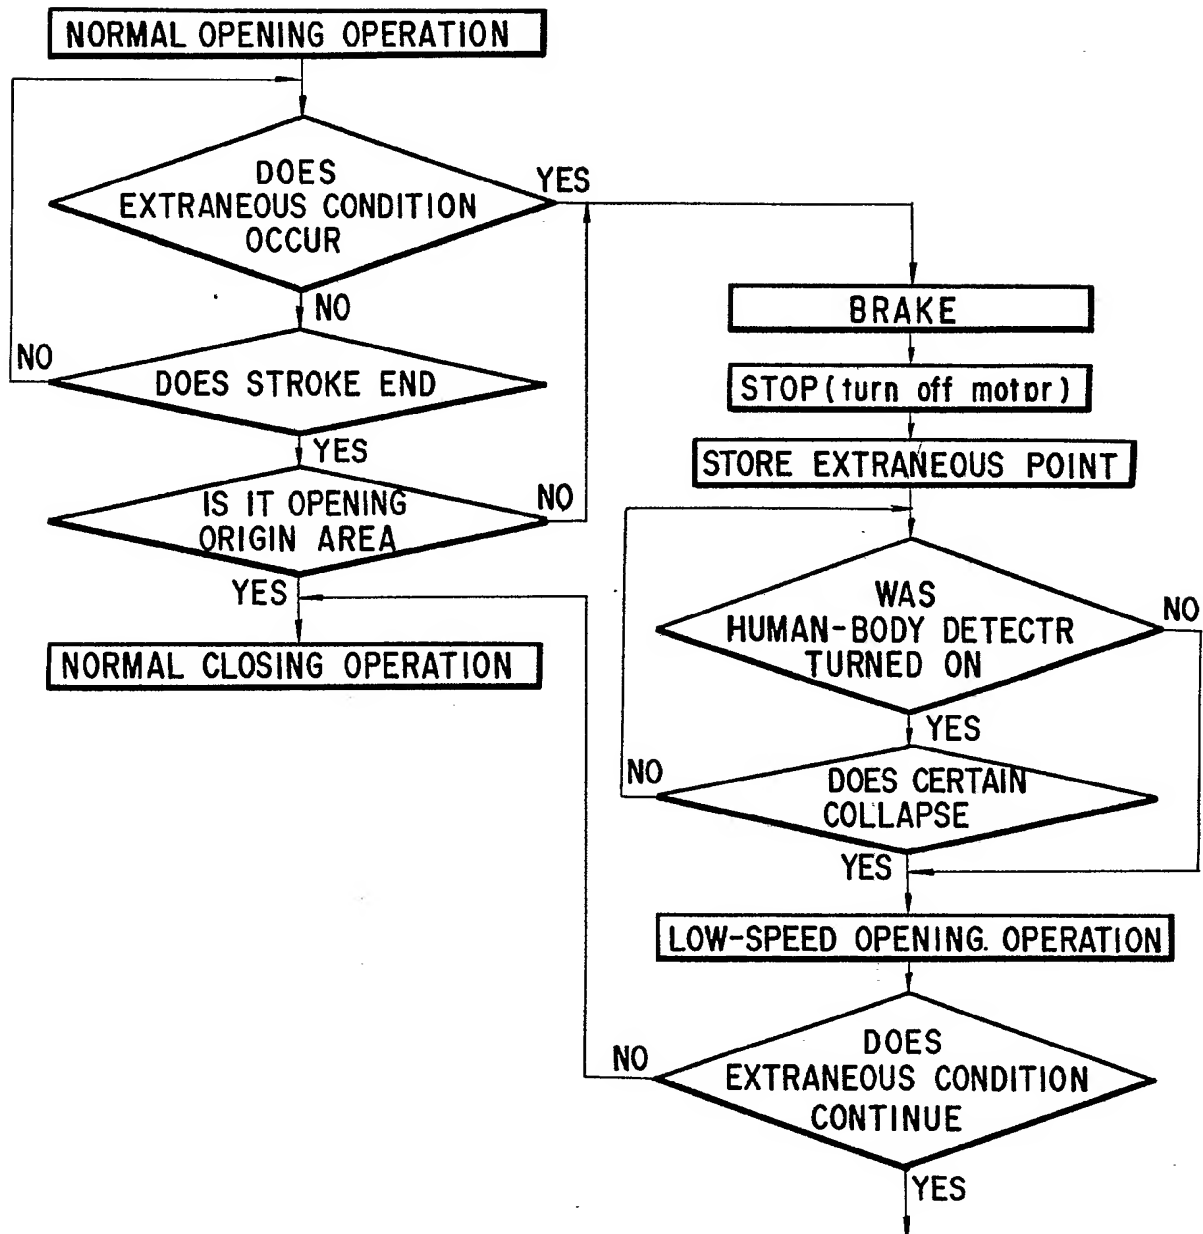 NORMAL OPENING OPERATION
DOES
EXTRANEOUS CONDITION
OCCUR
YES
NO
NO
DOES STROKE END
YES
IS IT OPENING
ORIGIN AREA
NO
YES
NORMAL CLOSING OPERATION
BRAKE
STOP (turn off motor)
STORE EXTRANEOUS POINT
WAS
HUMAN-BODY DETECTR
TURNED ON
NO
YES
NO
DOES CERTAIN
COLLAPSE
YES
LOW-SPEED OPENING. OPERATION
DOES
EXTRANEOUS CONDITION
CONTINUE
NO
YES